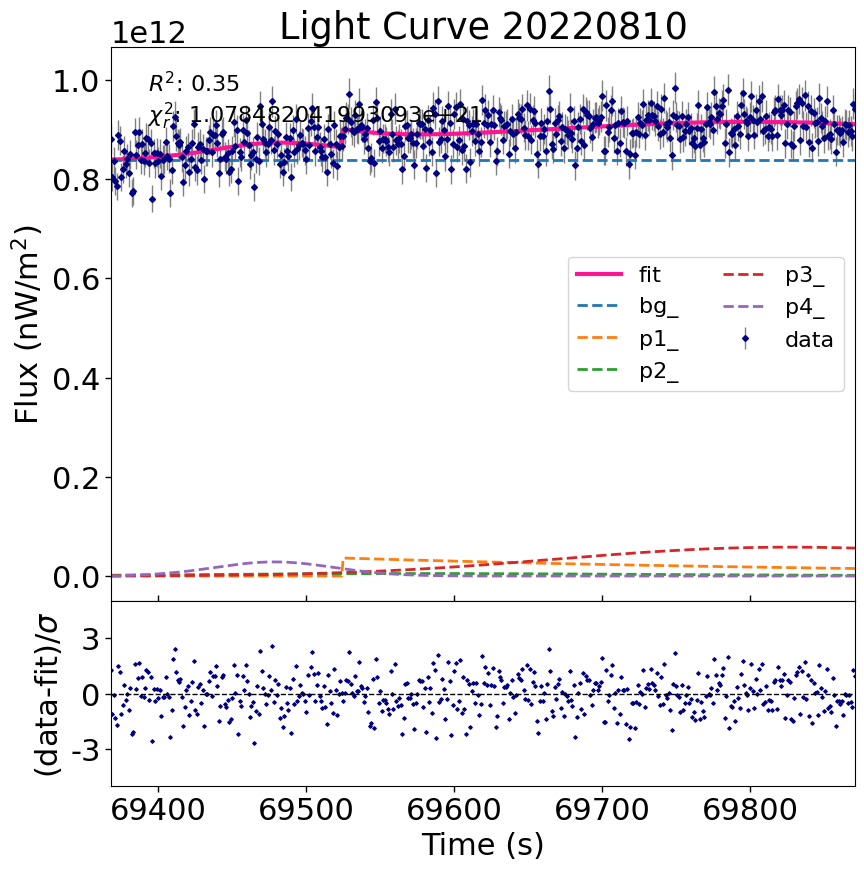 Light Curve 20220810
1e12
R²: 0.35
χ²ᵣ: 1.078482041993093e+21
1.0
0.8
0.6
0.4
0.2
0.0
Flux (nW/m²)
fit
bg_
p1_
p2_
p3_
p4_
data
3
0
-3
(data-fit)/σ
69400 69500 69600 69700 69800
Time (s)